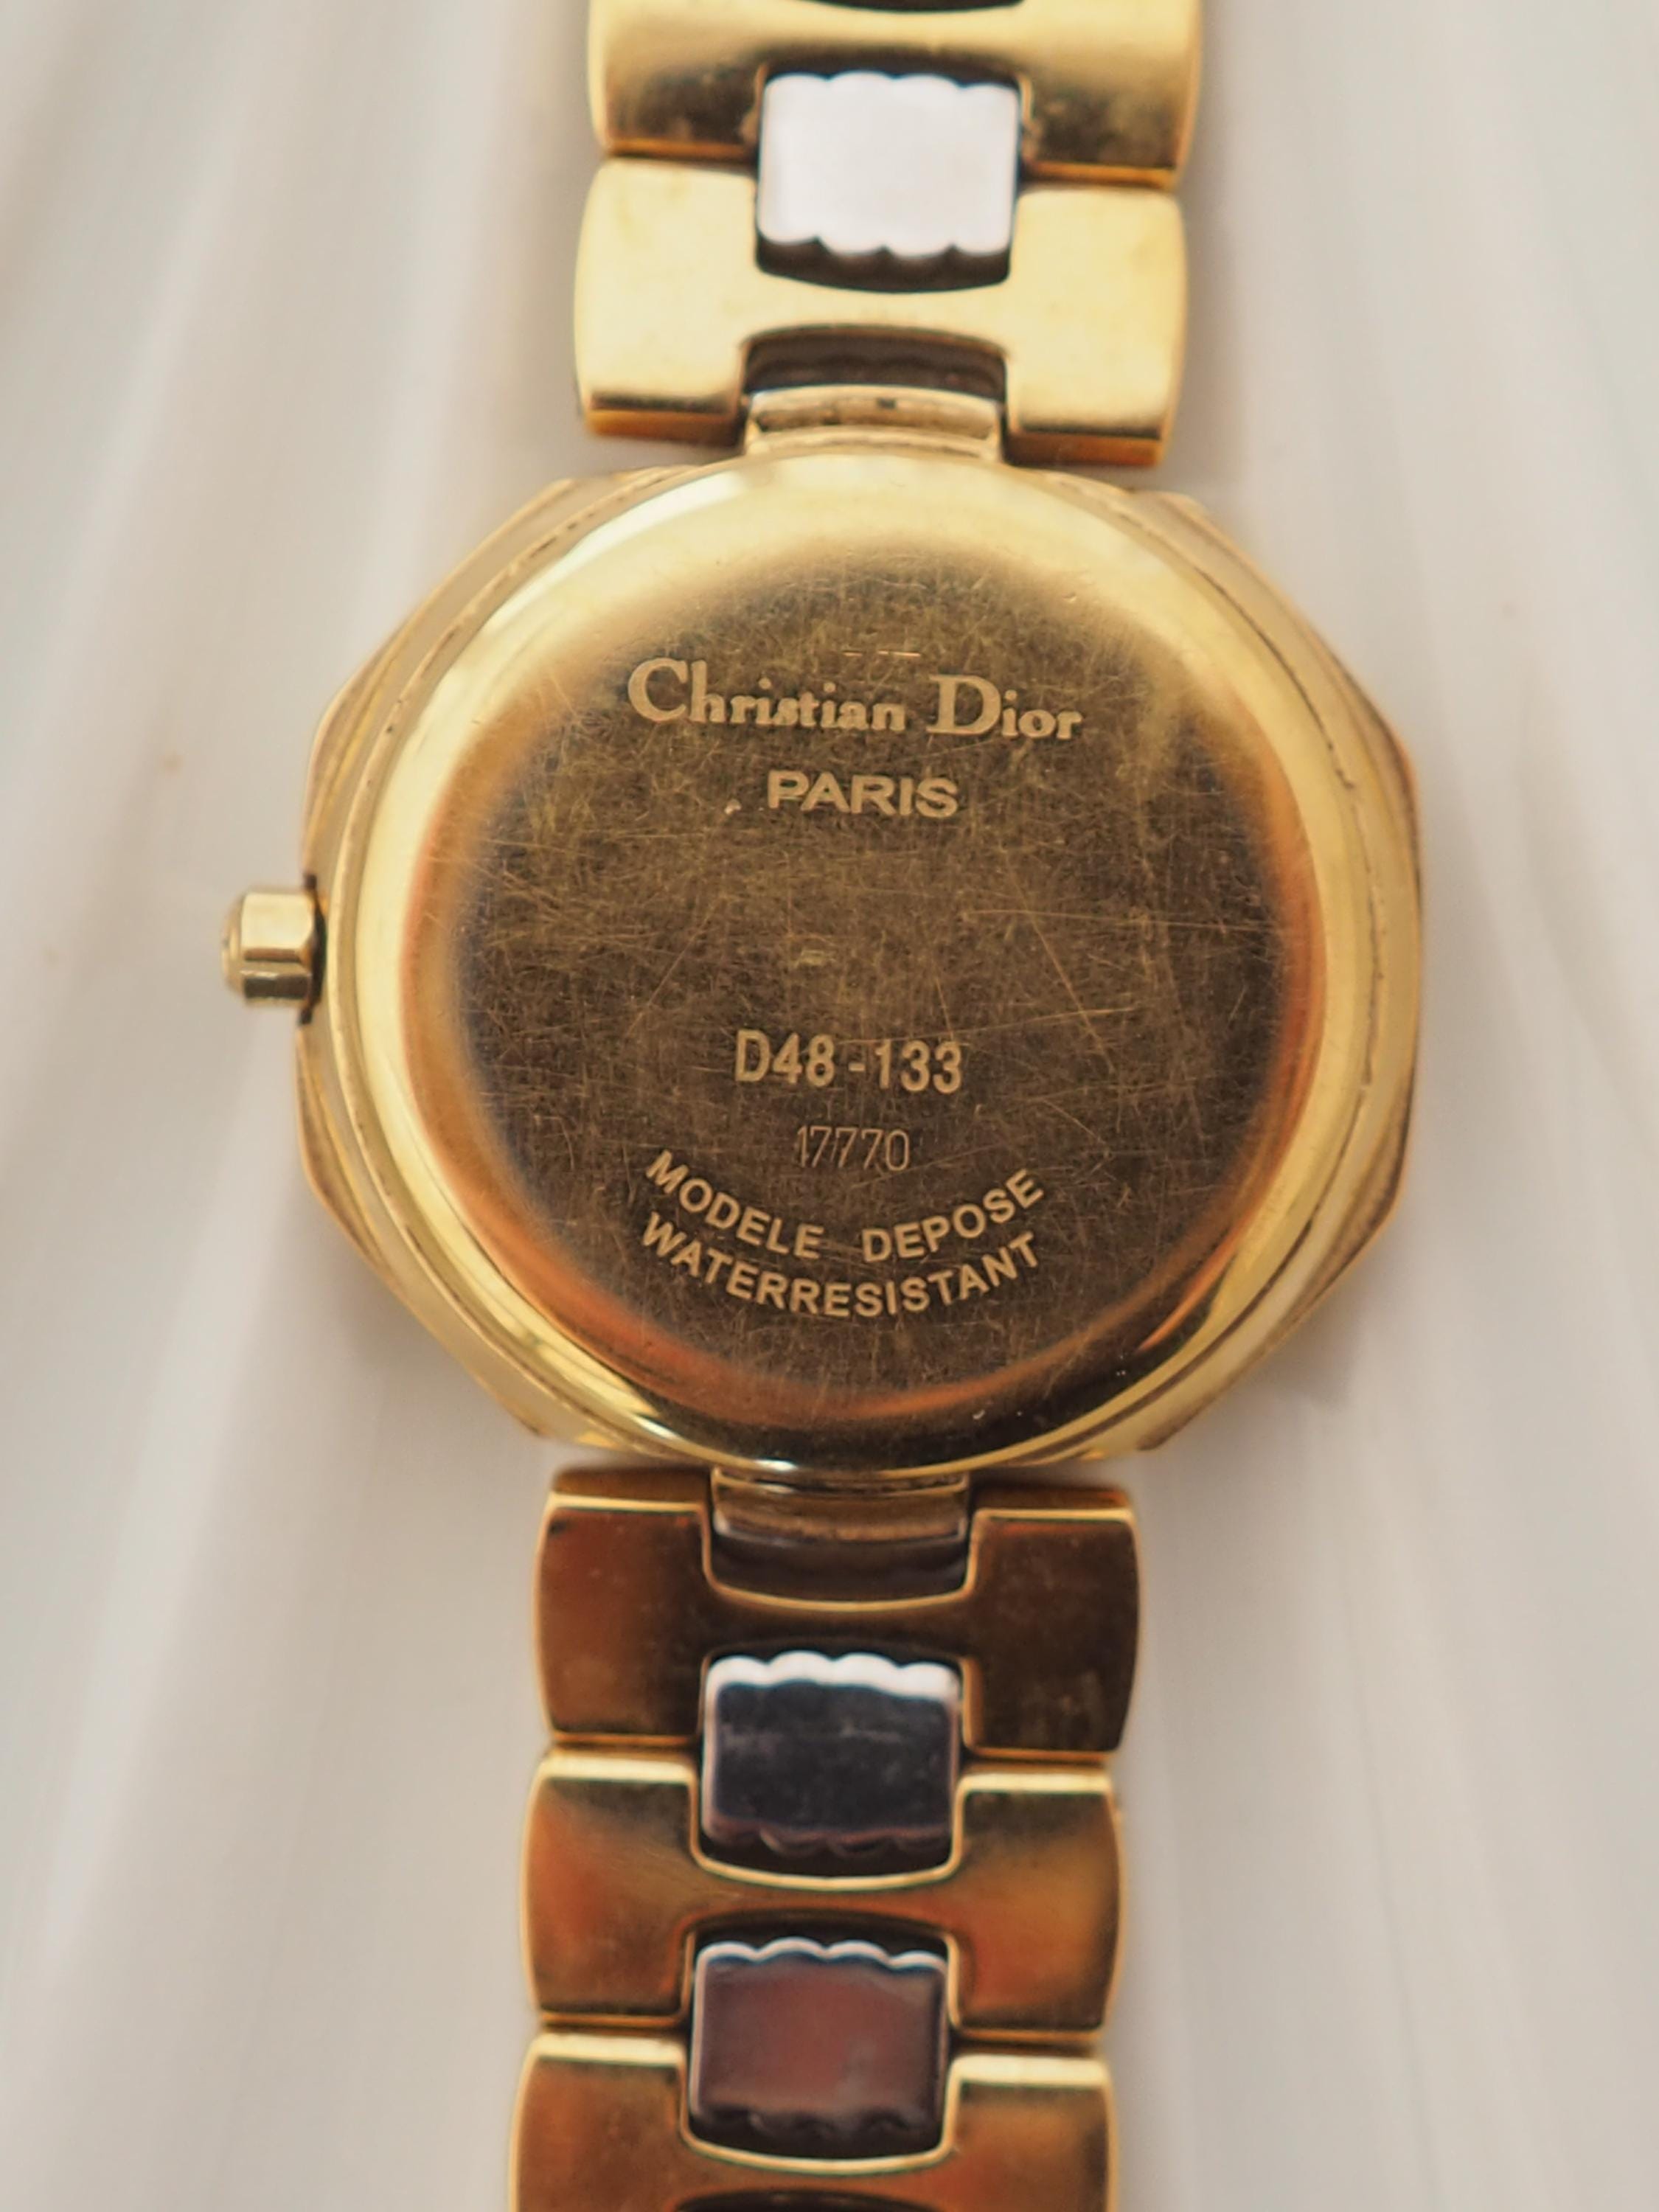 Christian Dior
PARIS
D48-133
17770
MODELE DEPOSE
WATERRESISTANT